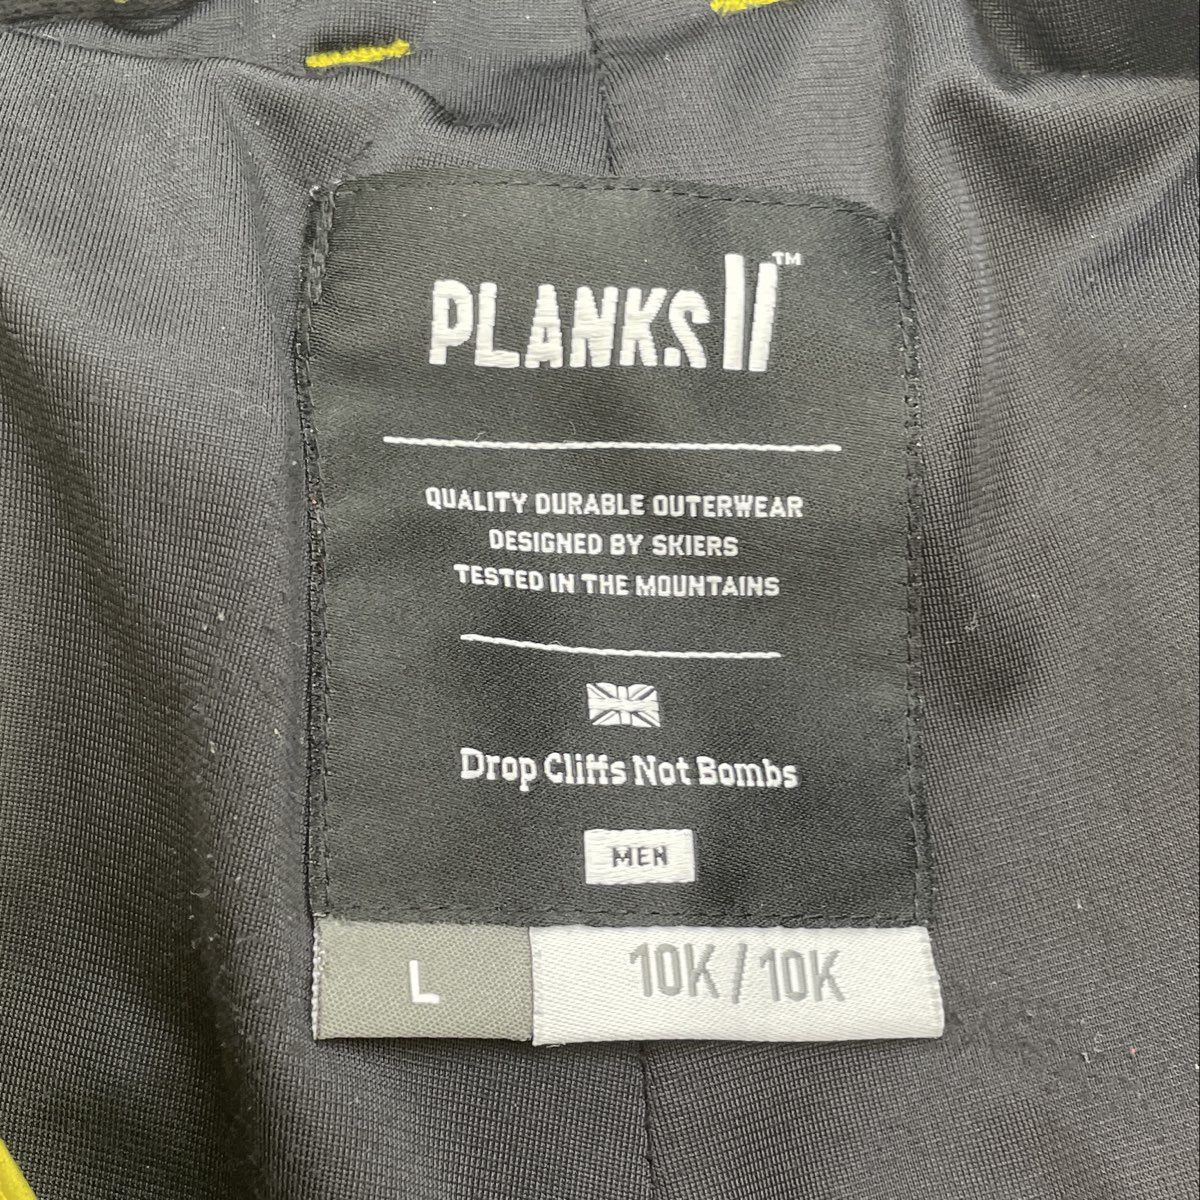 PLANKS™
QUALITY DURABLE OUTERWEAR
DESIGNED BY SKIERS
TESTED IN THE MOUNTAINS
Drop Cliffs Not Bombs
MEN
L
10K / 10K